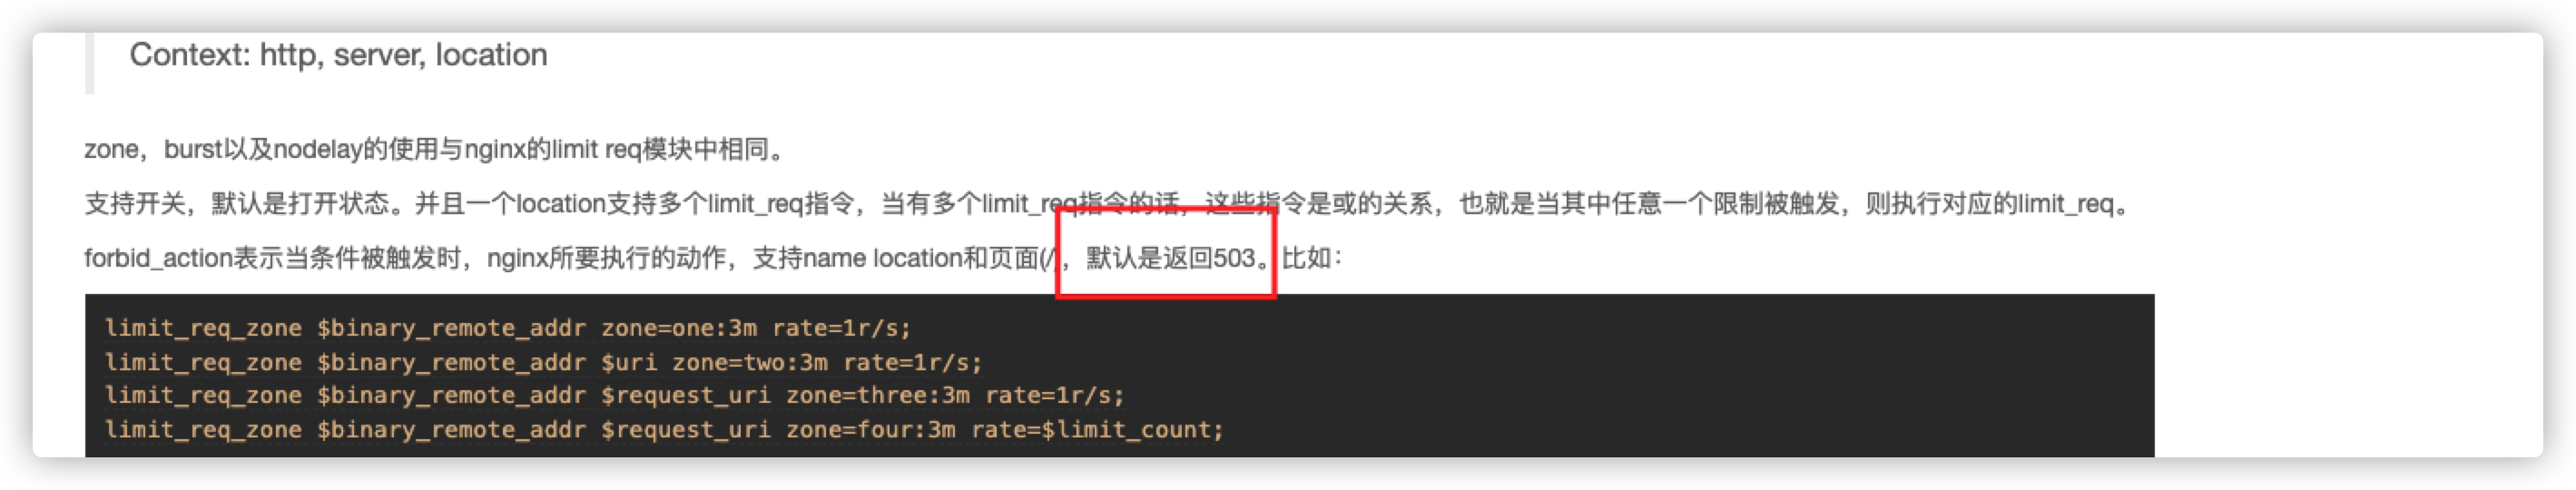 Context: http, server, location
zone，burst以及nodelay的使用与nginx的limit req模块中相同。
支持开关，默认是打开状态。并且一个location支持多个limit_req指令，当有多个limit_req指令的话，这些指令是或的关系，也就是当其中任意一个限制被触发，则执行对应的limit_req。
forbid_action表示当条件被触发时，nginx所要执行的动作，支持name location和页面(/)，默认是返回503。比如：
limit_req_zone $binary_remote_addr zone=one:3m rate=1r/s;
limit_req_zone $binary_remote_addr $uri zone=two:3m rate=1r/s;
limit_req_zone $binary_remote_addr $request_uri zone=three:3m rate=1r/s;
limit_req_zone $binary_remote_addr $request_uri zone=four:3m rate=$limit_count;